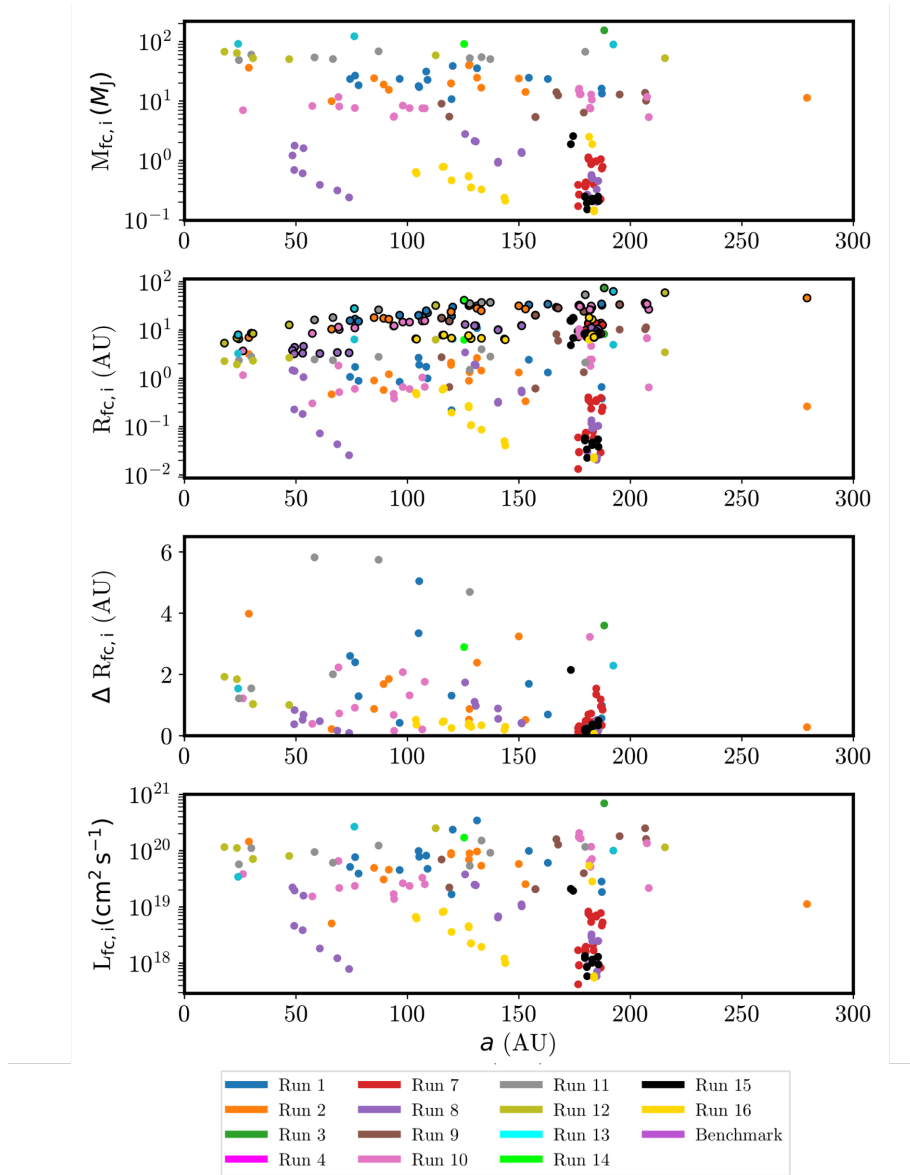 10²
10¹
10⁰
10⁻¹
M_fc,i (M_J)
0 50 100 150 200 250 300
10²
10¹
10⁰
10⁻¹
10⁻²
R_fc,i (AU)
0 50 100 150 200 250 300
6
4
2
0
Δ R_fc,i (AU)
0 50 100 150 200 250 300
10²¹
10²⁰
10¹⁹
10¹⁸
L_fc,i(cm² s⁻¹)
0 50 100 150 200 250 300
a (AU)
Run 1 Run 7 Run 11 Run 15
Run 2 Run 8 Run 12 Run 16
Run 3 Run 9 Run 13 Benchmark
Run 4 Run 10 Run 14